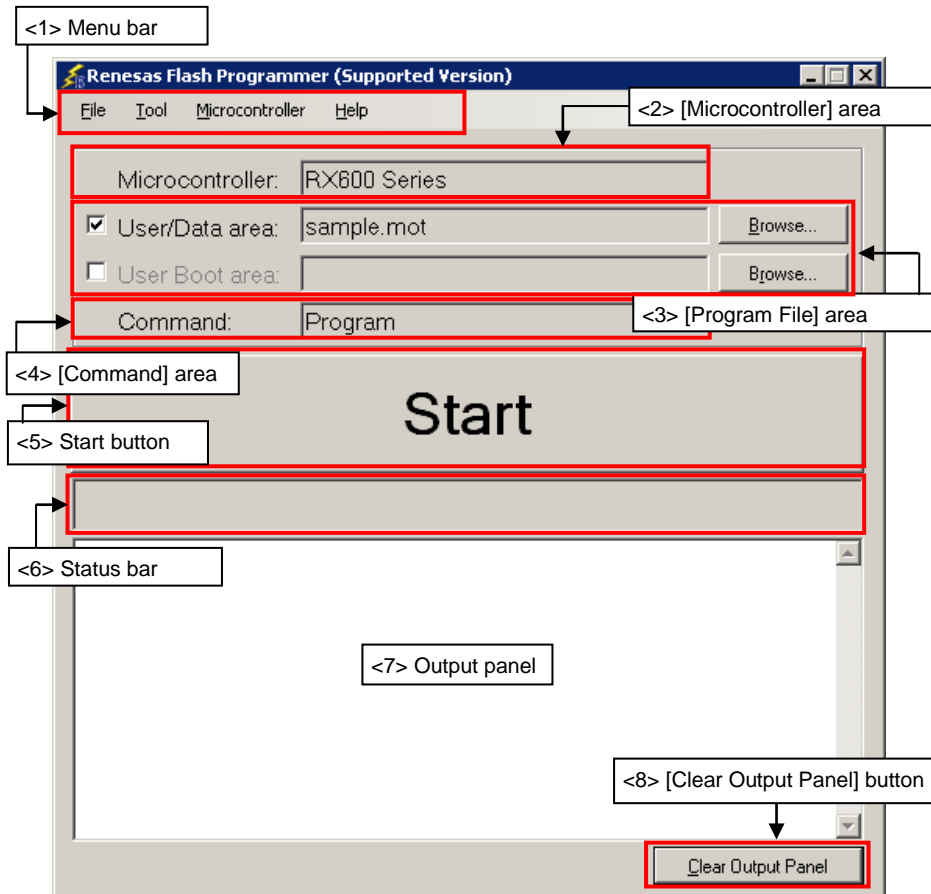 <1> Menu bar
Renesas Flash Programmer (Supported Version)
File Tool Microcontroller Help
<2> [Microcontroller] area
Microcontroller: RX600 Series
User/Data area: sample.mot Browse...
User Boot area: Browse...
<3> [Program File] area
Command: Program
<4> [Command] area
Start
<5> Start button
<6> Status bar
<7> Output panel
<8> [Clear Output Panel] button
Clear Output Panel